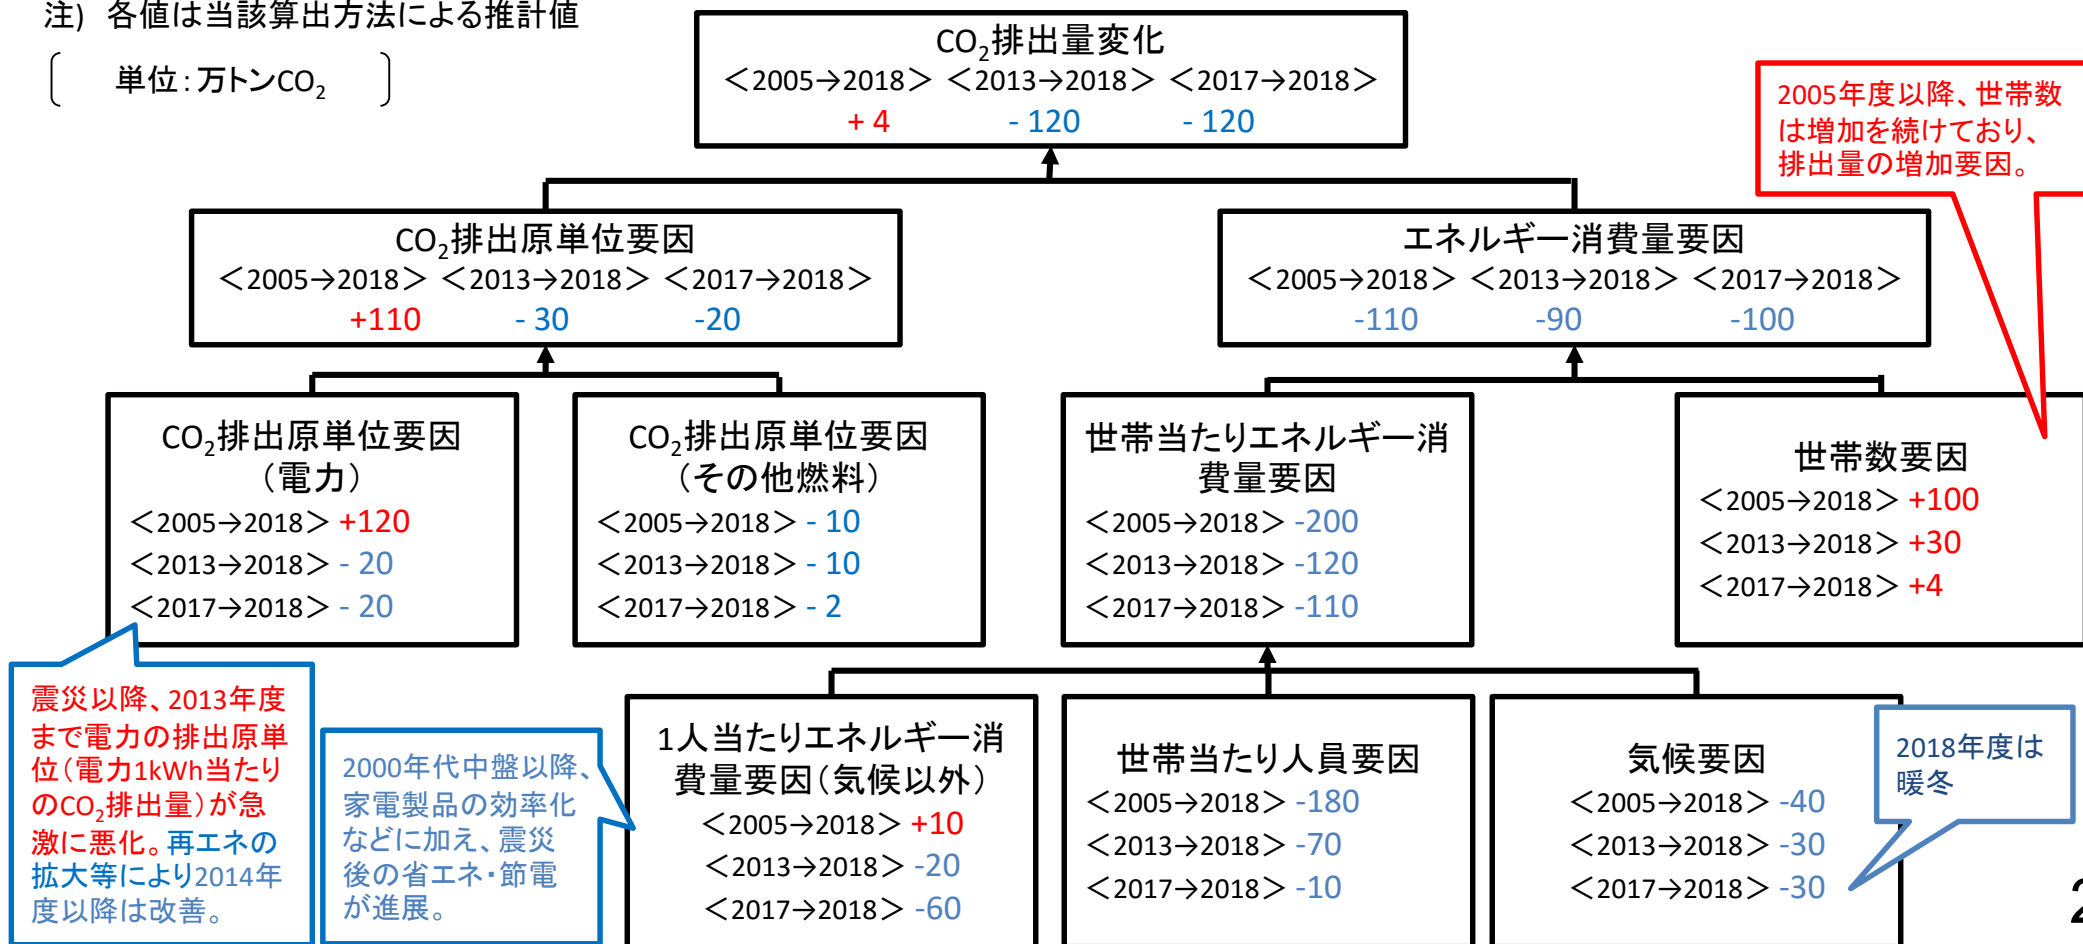 注) 各値は当該算出方法による推計値
単位:万トンCO₂
CO₂排出量変化
<2005→2018> <2013→2018> <2017→2018>
+ 4 - 120 - 120
2005年度以降、世帯数
は増加を続けており、
排出量の増加要因。
CO₂排出原単位要因
<2005→2018> <2013→2018> <2017→2018>
+110 - 30 -20
エネルギー消費量要因
<2005→2018> <2013→2018> <2017→2018>
-110 -90 -100
CO₂排出原単位要因
(電力)
<2005→2018> +120
<2013→2018> - 20
<2017→2018> - 20
CO₂排出原単位要因
(その他燃料)
<2005→2018> - 10
<2013→2018> - 10
<2017→2018> - 2
世帯当たりエネルギー消
費量要因
<2005→2018> -200
<2013→2018> -120
<2017→2018> -110
世帯数要因
<2005→2018> +100
<2013→2018> +30
<2017→2018> +4
震災以降、2013年度
まで電力の排出原単
位(電力1kWh当たり
のCO₂排出量)が急
激に悪化。再エネの
拡大等により2014年
度以降は改善。
2000年代中盤以降、
家電製品の効率化
などに加え、震災
後の省エネ・節電
が進展。
1人当たりエネルギー消
費量要因(気候以外)
<2005→2018> +10
<2013→2018> -20
<2017→2018> -60
世帯当たり人員要因
<2005→2018> -180
<2013→2018> -70
<2017→2018> -10
気候要因
<2005→2018> -40
<2013→2018> -30
<2017→2018> -30
2018年度は
暖冬
2